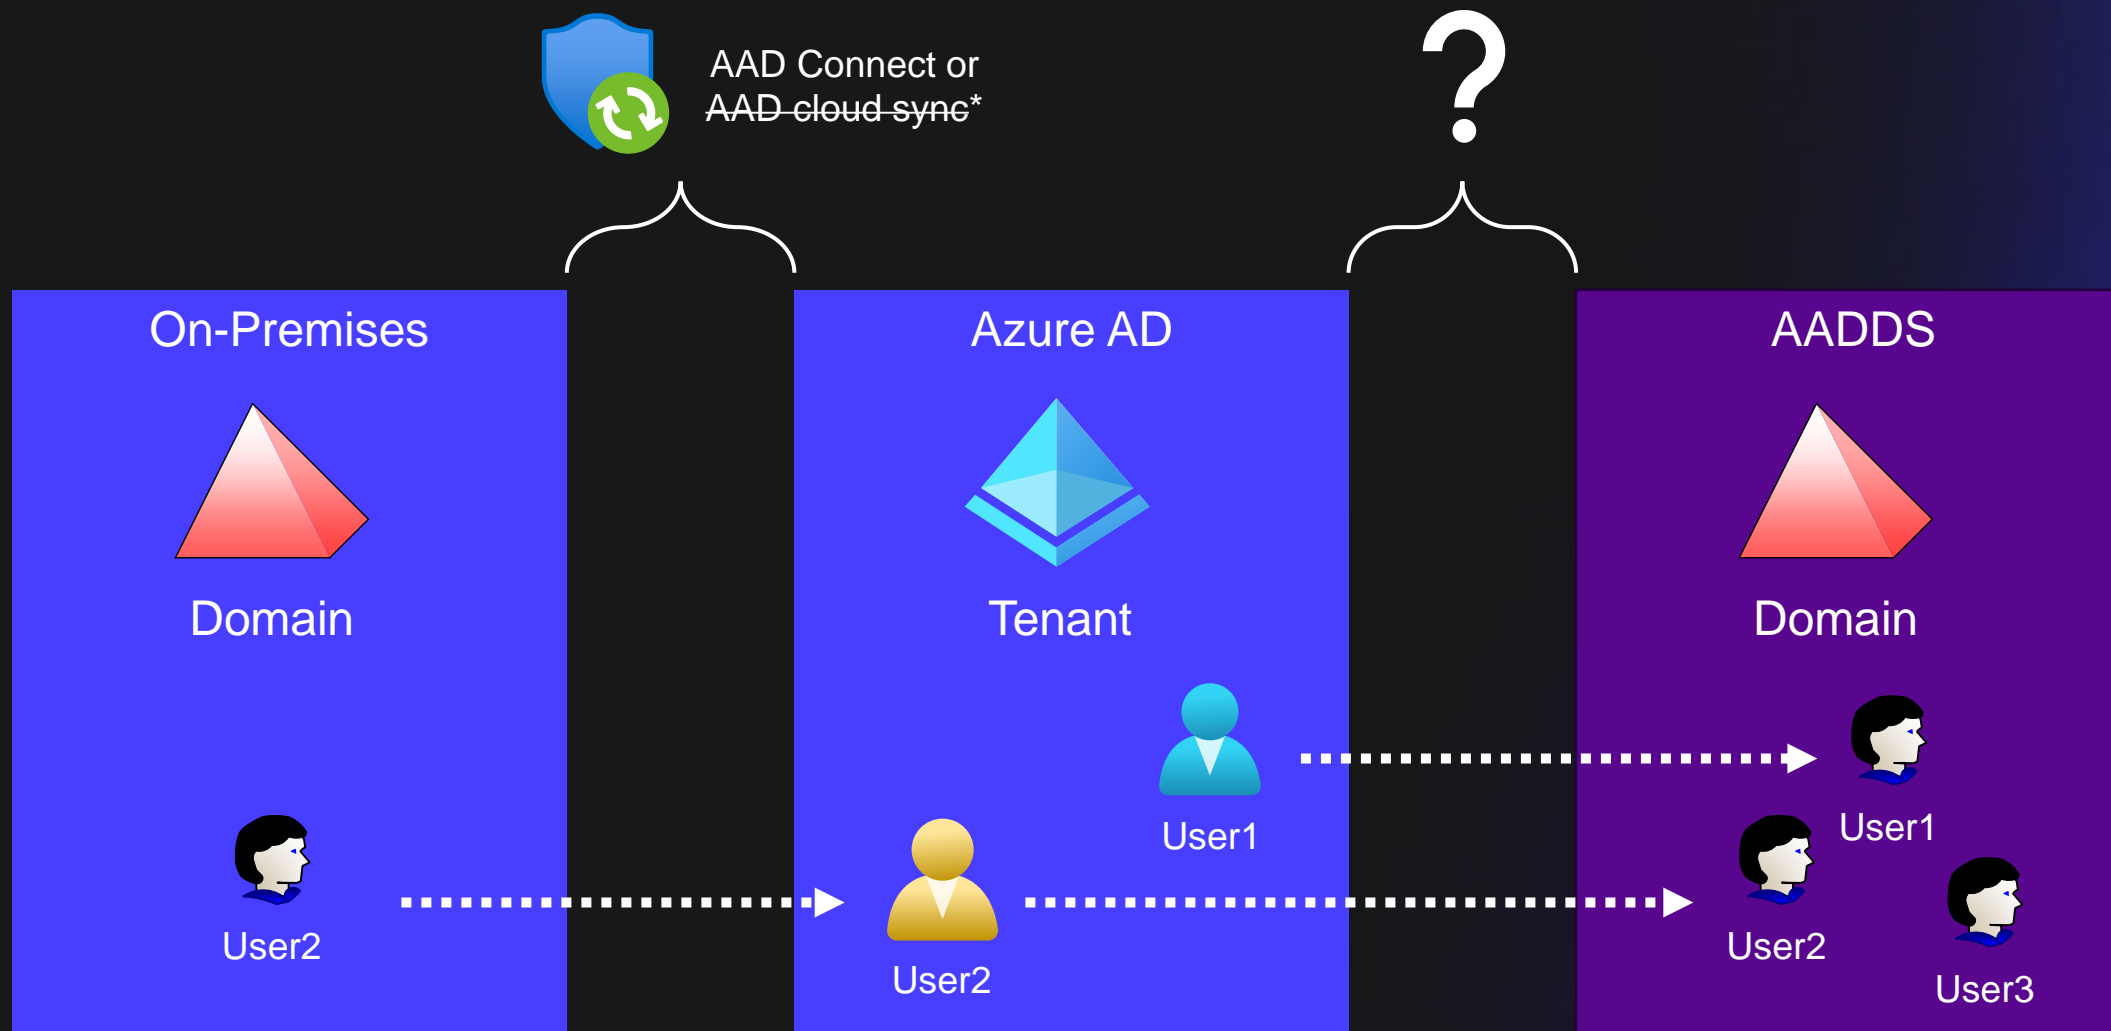 AAD Connect or
AAD cloud sync*
?
On-Premises
Domain
User2
Azure AD
Tenant
User1
User2
AADDS
Domain
User1
User2
User3